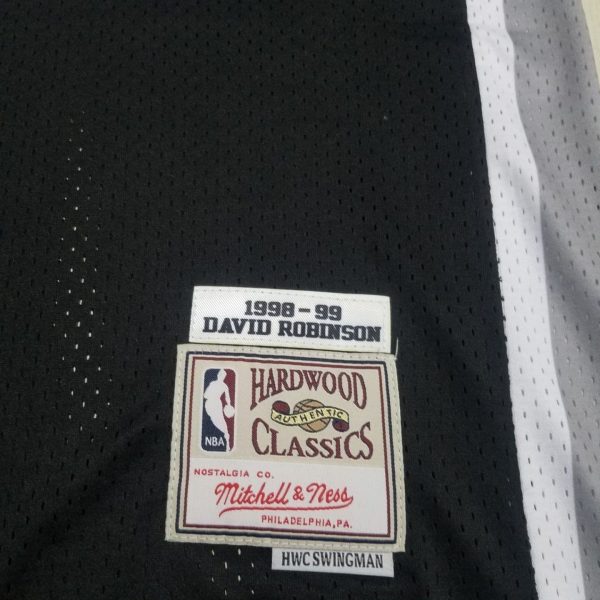 1998-99
DAVID ROBINSON
NBA
HARDWOOD
AUTHENTIC
CLASSICS
NOSTALGIA CO.
Mitchell & Ness
PHILADELPHIA, PA.
HWC SWINGMAN